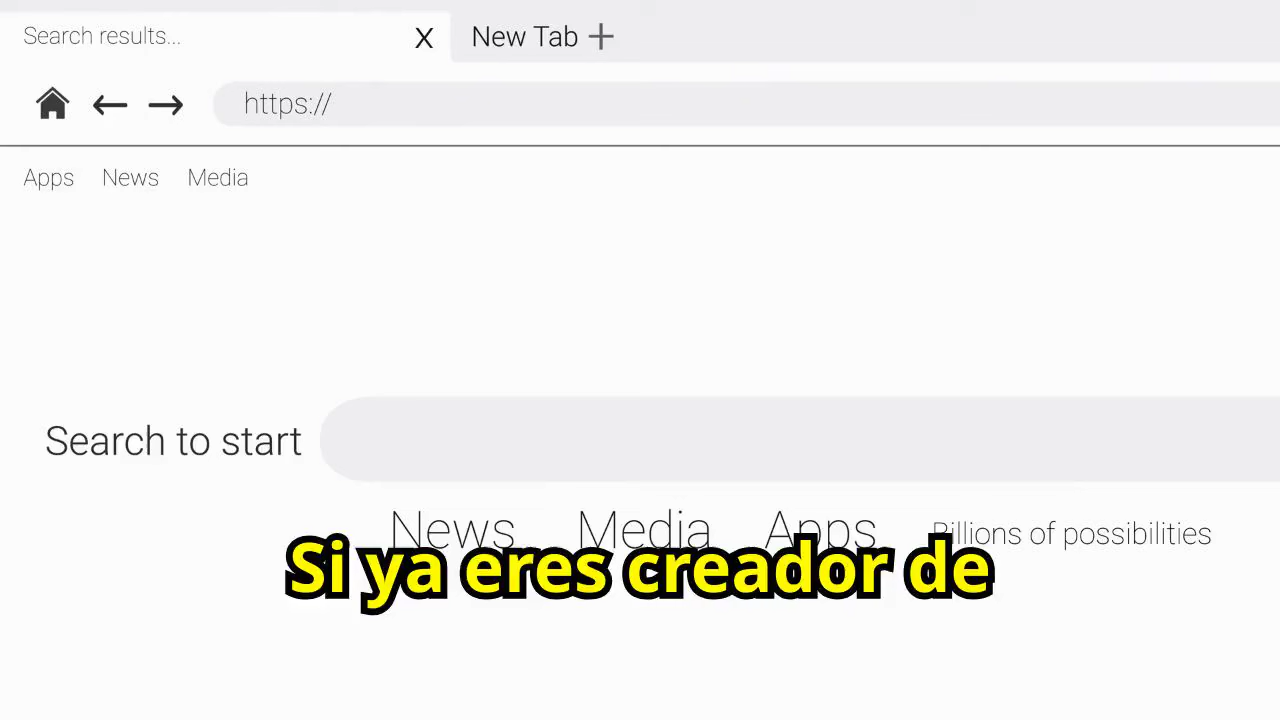 Search results... X New Tab +
https://
Apps News Media
Search to start
News Media Apps Billions of possibilities
Si ya eres creador de